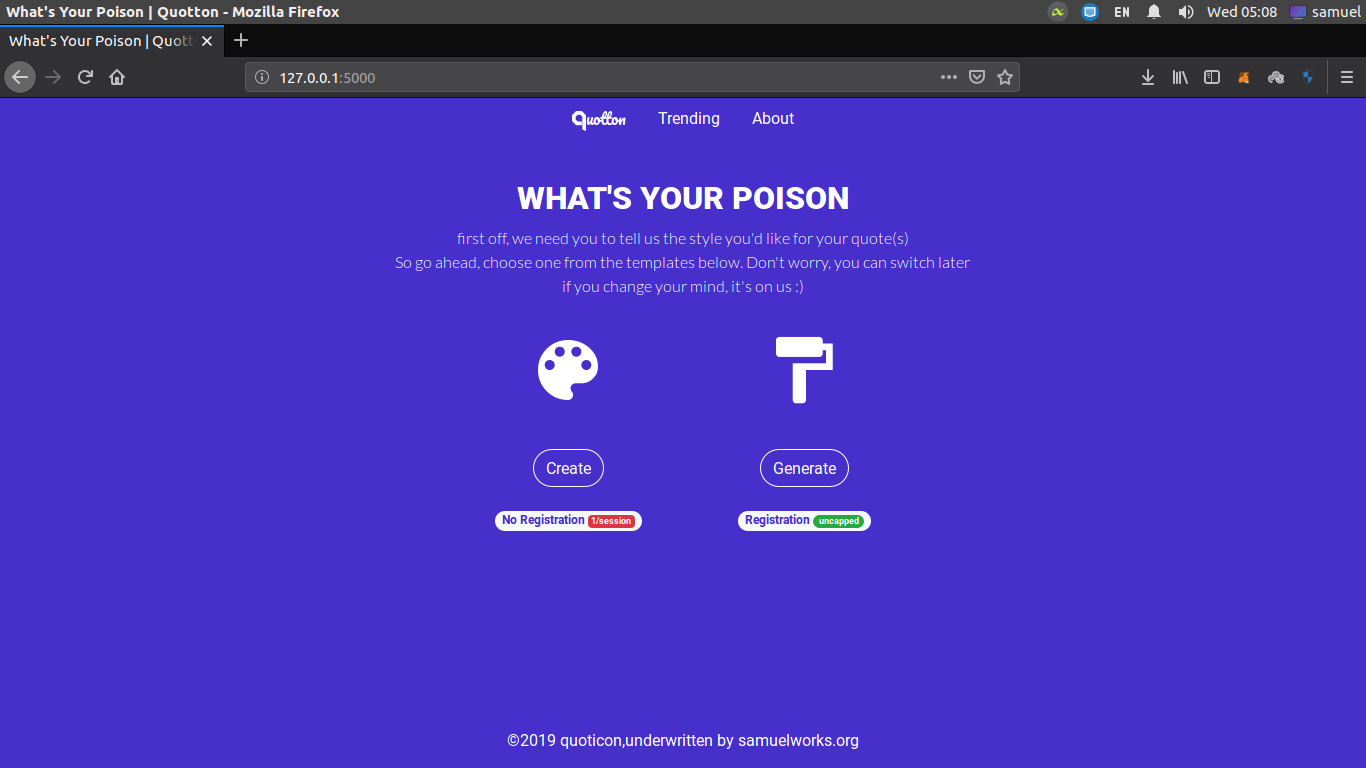 What's Your Poison | Quotton - Mozilla Firefox
EN
Wed 05:08
samuel
What's Your Poison | Quott
127.0.0.1:5000
Quotton
Trending
About
WHAT'S YOUR POISON
first off, we need you to tell us the style you'd like for your quote(s)
So go ahead, choose one from the templates below. Don't worry, you can switch later
if you change your mind, it's on us :)
Create
Generate
No Registration 1/session
Registration uncapped
©2019 quoticon,underwritten by samuelworks.org